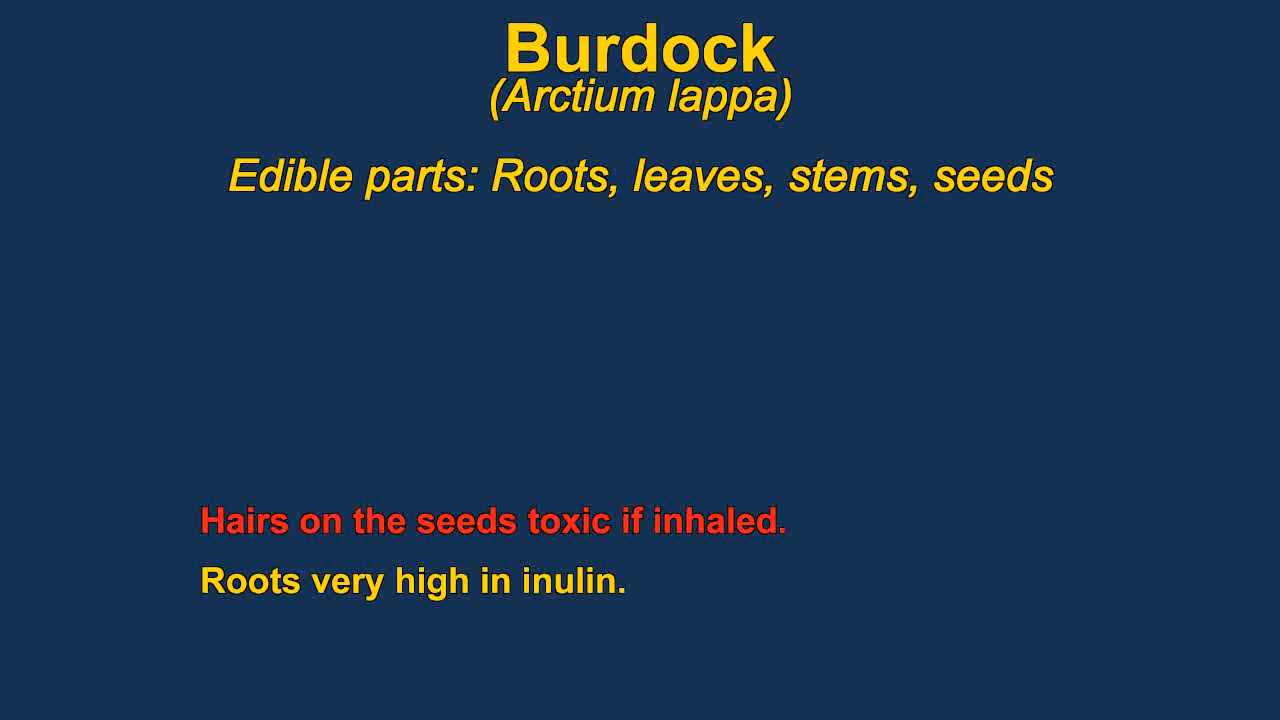 Burdock
(Arctium lappa)
Edible parts: Roots, leaves, stems, seeds
Hairs on the seeds toxic if inhaled.
Roots very high in inulin.